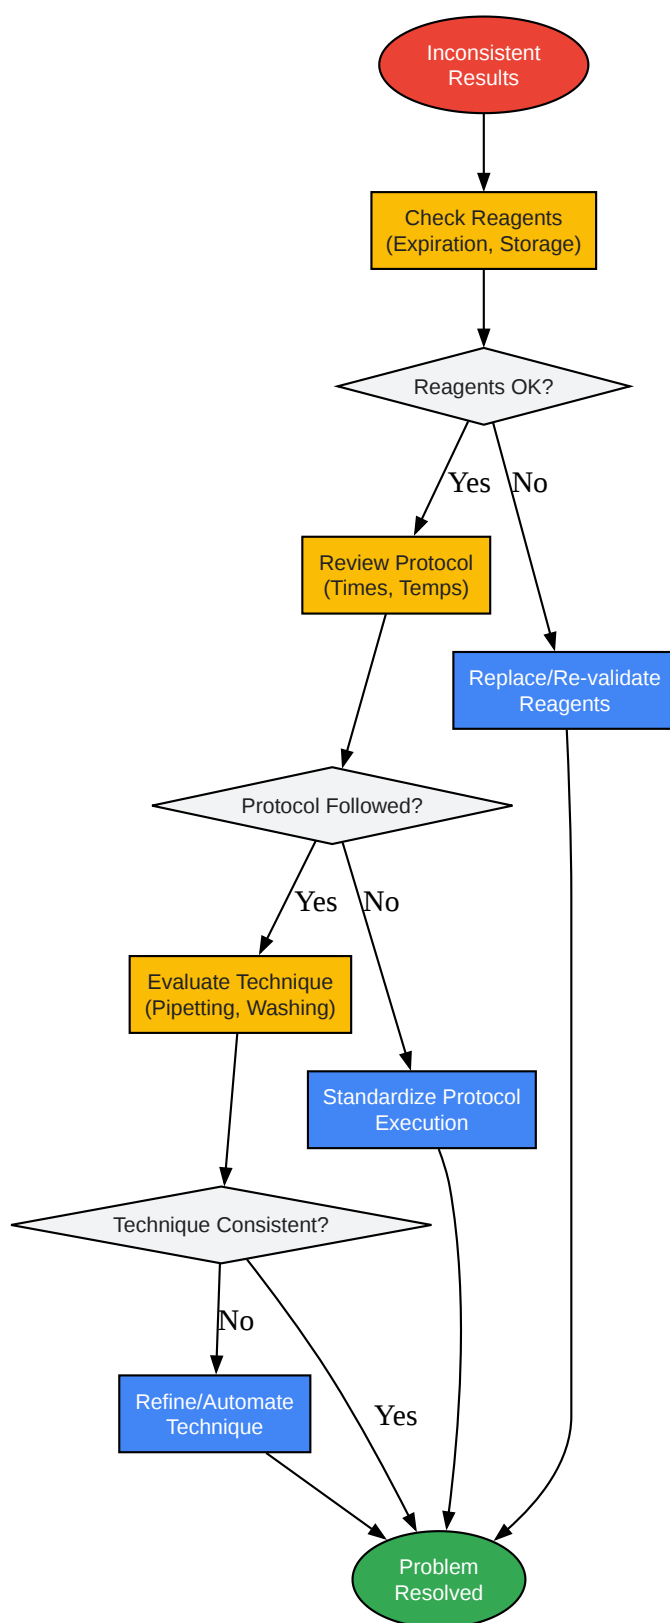 Inconsistent
Results
Check Reagents
(Expiration, Storage)
Reagents OK?
Yes
No
Review Protocol
(Times, Temps)
Replace/Re-validate
Reagents
Protocol Followed?
Yes
No
Evaluate Technique
(Pipetting, Washing)
Standardize Protocol
Execution
Technique Consistent?
No
Refine/Automate
Technique
Yes
Problem
Resolved